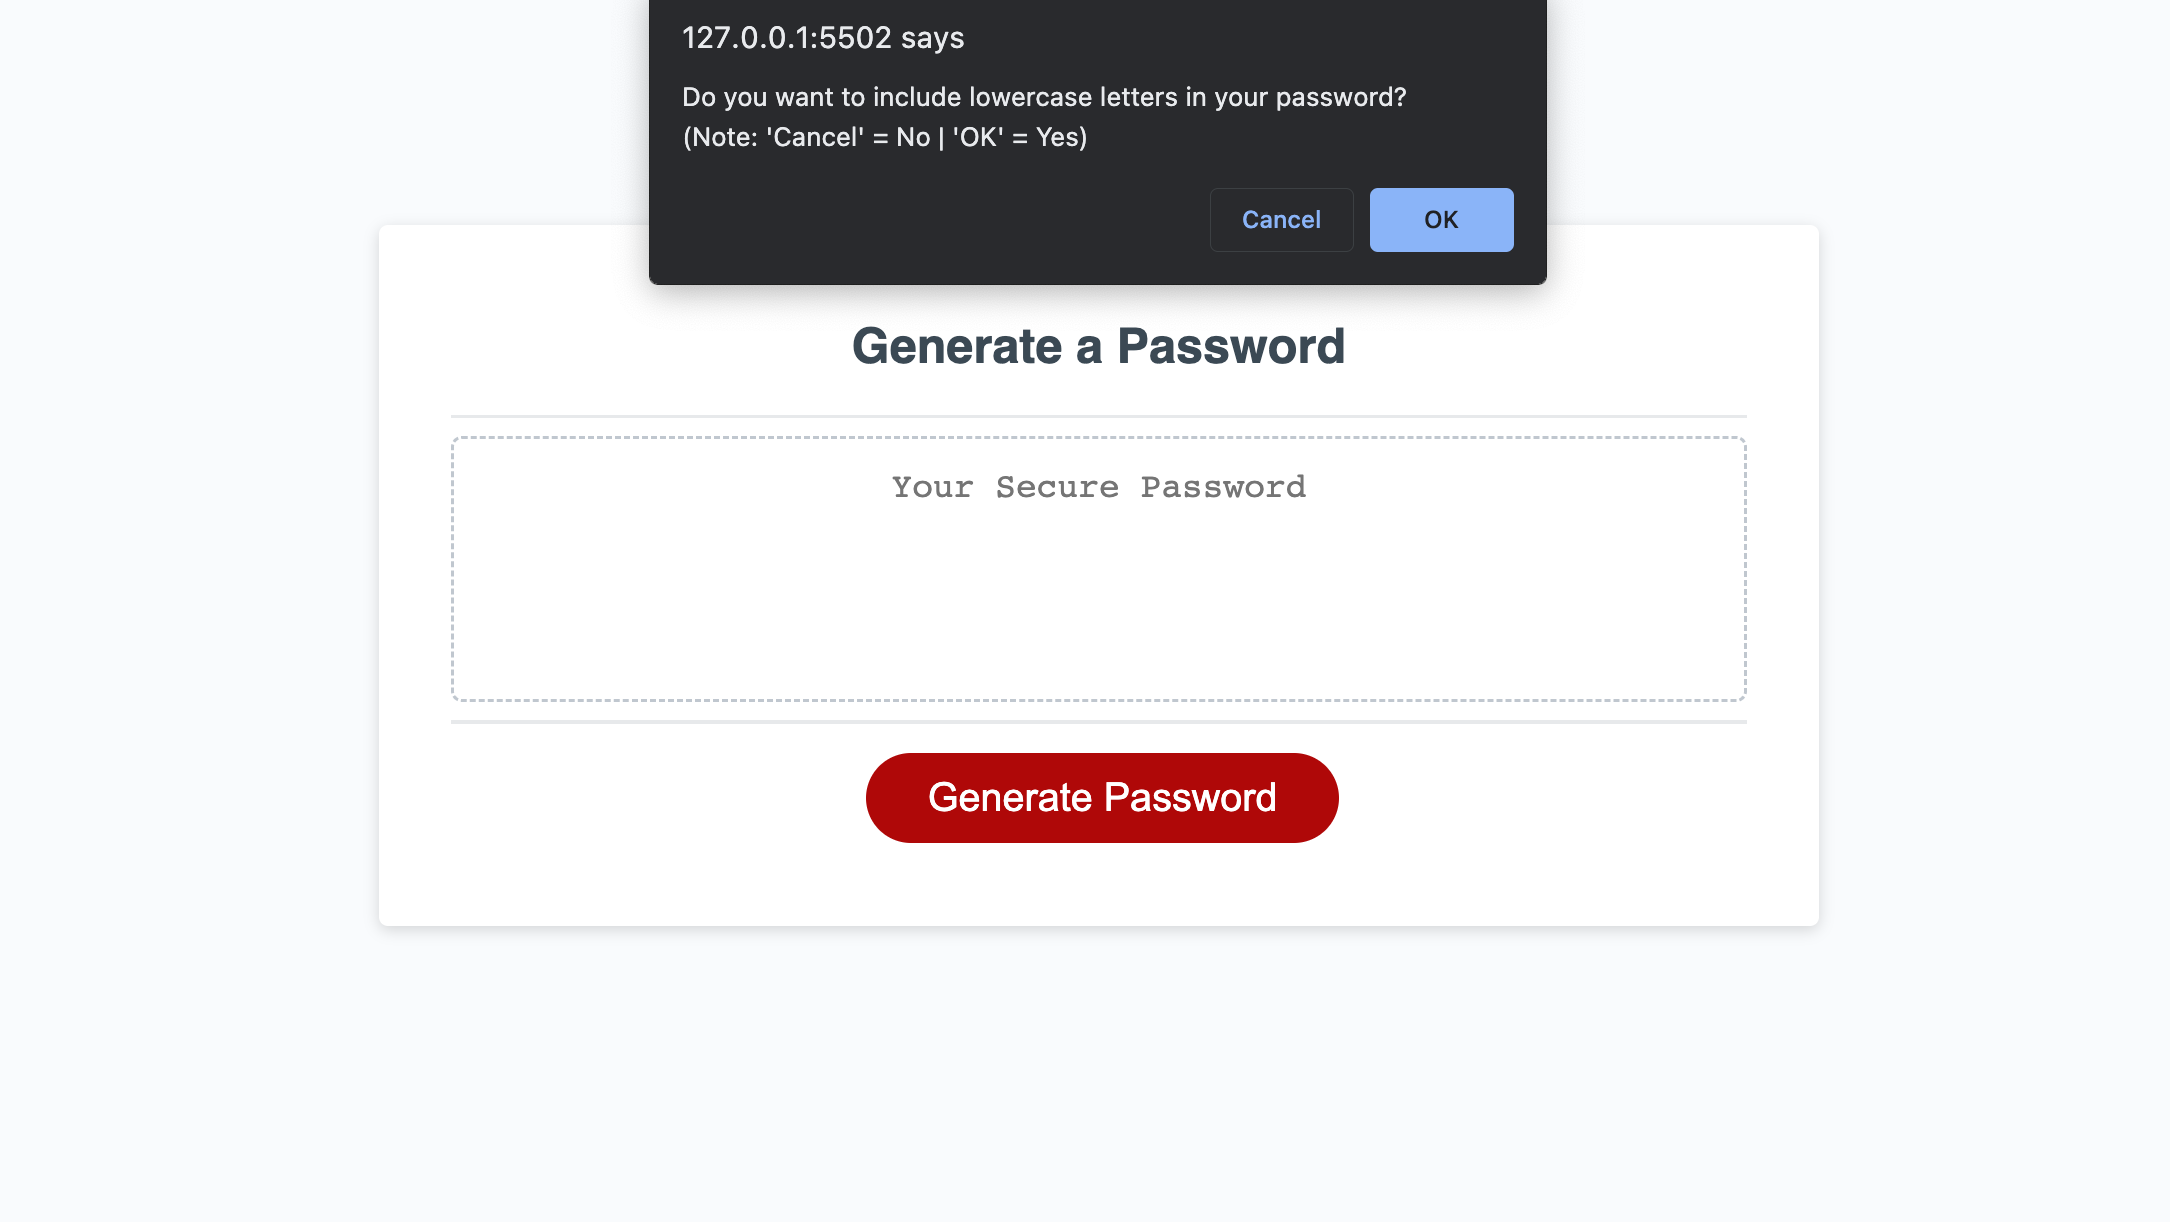 127.0.0.1:5502 says
Do you want to include lowercase letters in your password?
(Note: 'Cancel' = No | 'OK' = Yes)
Cancel
OK
Generate a Password
Your Secure Password
Generate Password